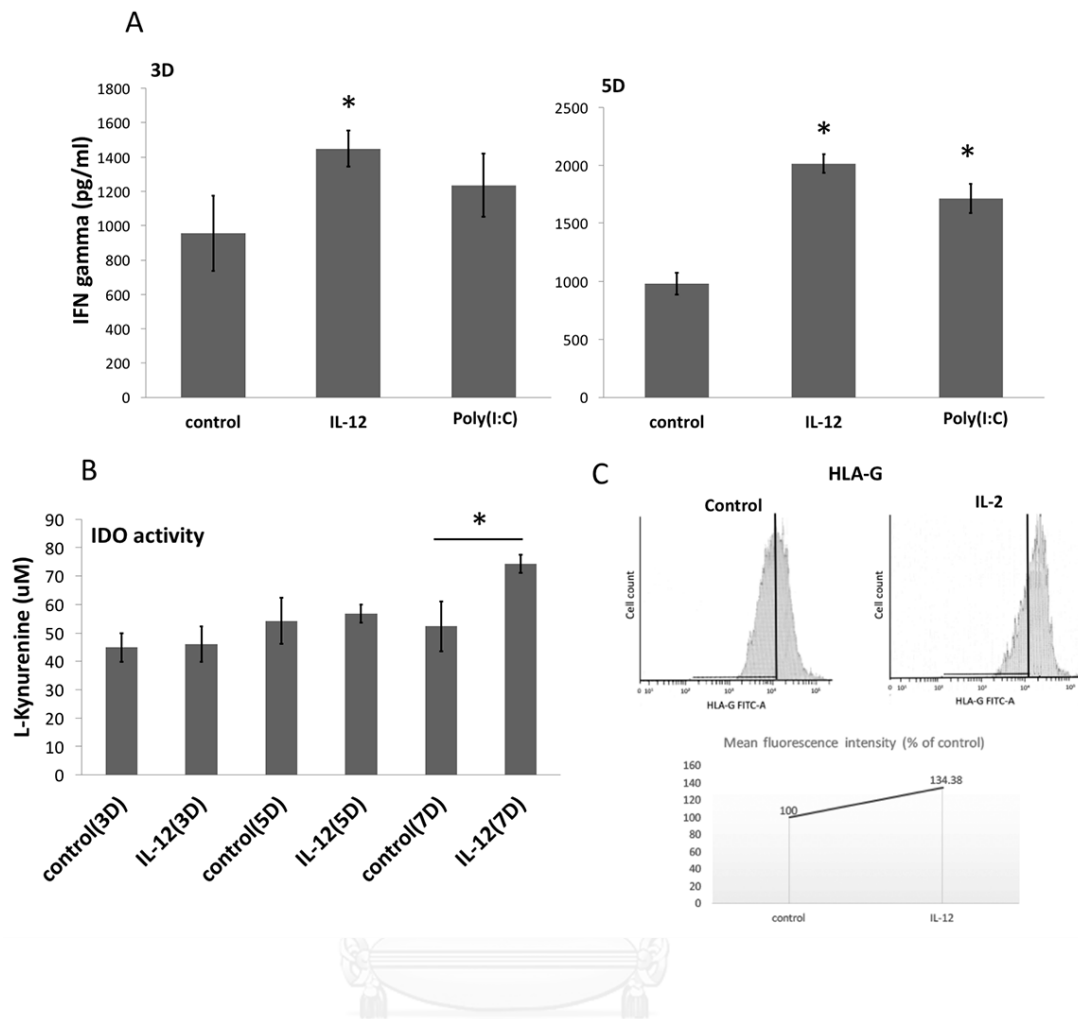 A
3D
1800
1600
1400
1200
1000
800
600
400
200
0
IFN gamma (pg/ml)
*
control
IL-12
Poly(I:C)
5D
2500
2000
1500
1000
500
0
*
*
control
IL-12
Poly(I:C)
B
IDO activity
90
80
70
60
50
40
30
20
10
0
L-Kynurenine (uM)
*
control(3D)
IL-12(3D)
control(5D)
IL-12(5D)
control(7D)
IL-12(7D)
C
HLA-G
Control
Cell count
HLA-G FITC-A
IL-2
Cell count
HLA-G FITC-A
Mean fluorescence intensity (% of control)
160
140
120
100
80
60
40
20
0
100
134.38
control
IL-12